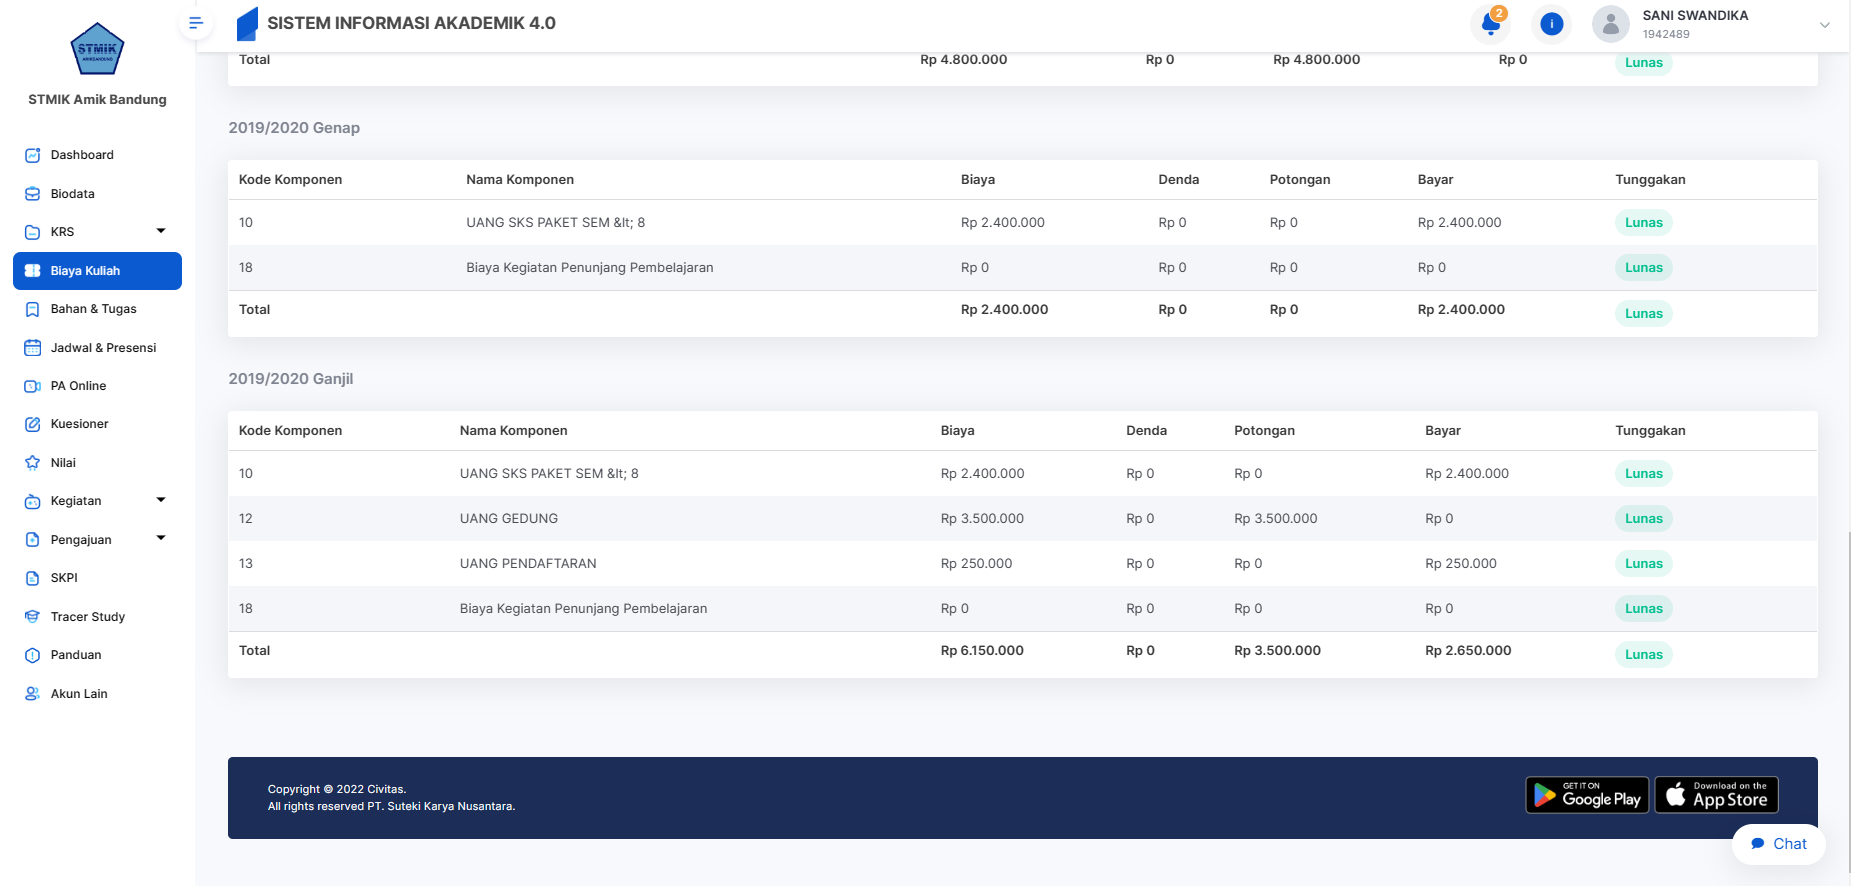 STMIK
AMIKBANDUNG
STMIK Amik Bandung
Dashboard
Biodata
KRS
Biaya Kuliah
Bahan & Tugas
Jadwal & Presensi
PA Online
Kuesioner
Nilai
Kegiatan
Pengajuan
SKPI
Tracer Study
Panduan
Akun Lain
SISTEM INFORMASI AKADEMIK 4.0
2
i
SANI SWANDIKA
1942489
Total Rp 4.800.000 Rp 0 Rp 4.800.000 Rp 0 Lunas
2019/2020 Genap
Kode Komponen Nama Komponen Biaya Denda Potongan Bayar Tunggakan
10 UANG SKS PAKET SEM &lt; 8 Rp 2.400.000 Rp 0 Rp 0 Rp 2.400.000 Lunas
18 Biaya Kegiatan Penunjang Pembelajaran Rp 0 Rp 0 Rp 0 Rp 0 Lunas
Total Rp 2.400.000 Rp 0 Rp 0 Rp 2.400.000 Lunas
2019/2020 Ganjil
Kode Komponen Nama Komponen Biaya Denda Potongan Bayar Tunggakan
10 UANG SKS PAKET SEM &lt; 8 Rp 2.400.000 Rp 0 Rp 0 Rp 2.400.000 Lunas
12 UANG GEDUNG Rp 3.500.000 Rp 0 Rp 3.500.000 Rp 0 Lunas
13 UANG PENDAFTARAN Rp 250.000 Rp 0 Rp 0 Rp 250.000 Lunas
18 Biaya Kegiatan Penunjang Pembelajaran Rp 0 Rp 0 Rp 0 Rp 0 Lunas
Total Rp 6.150.000 Rp 0 Rp 3.500.000 Rp 2.650.000 Lunas
Copyright © 2022 Civitas.
All rights reserved PT. Suteki Karya Nusantara.
GET IT ON
Google Play
Download on the
App Store
Chat